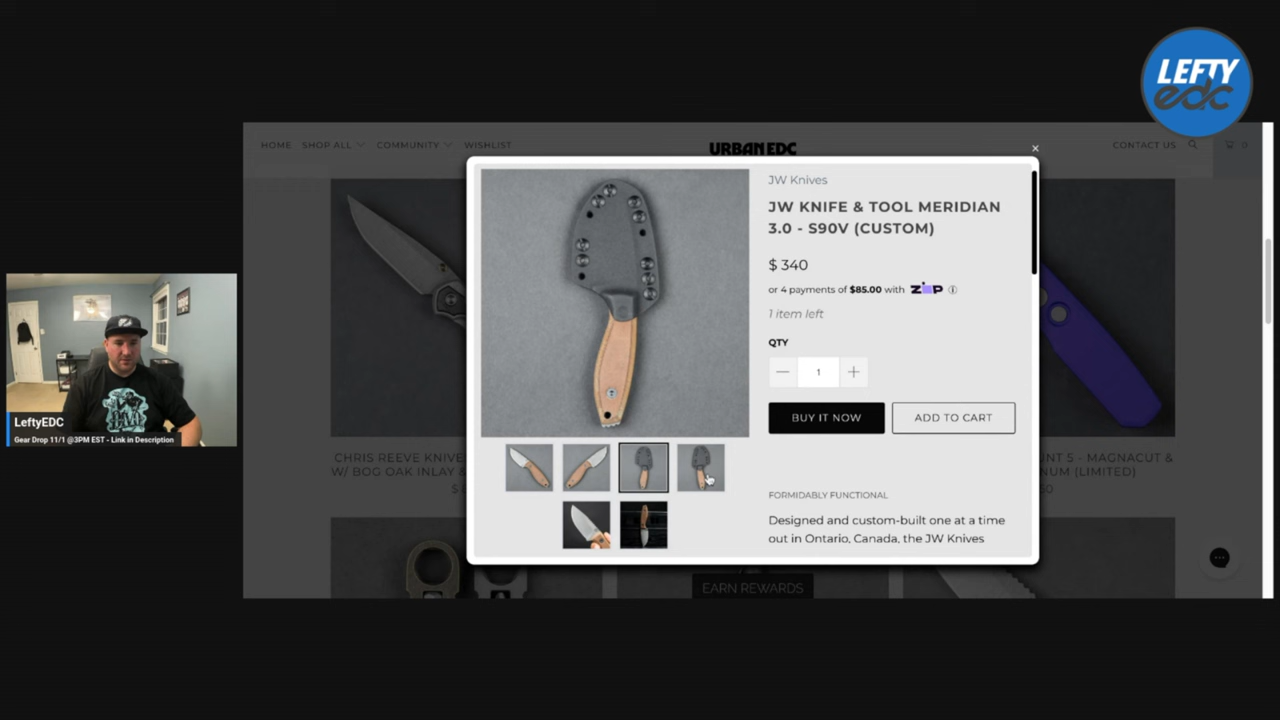 LEFTY
edc
HOME SHOP ALL COMMUNITY WISHLIST
URBAN EDC
CONTACT US 0
×
JW Knives
JW KNIFE & TOOL MERIDIAN
3.0 - S90V (CUSTOM)
$ 340
or 4 payments of $85.00 with ZIP
1 item left
QTY
1
BUY IT NOW ADD TO CART
FORMIDABLY FUNCTIONAL
Designed and custom-built one at a time
out in Ontario, Canada, the JW Knives
CHRIS REEVE KNIVE
W/ BOG OAK INLAY &
UNT 5 - MAGNACUT &
NUM (LIMITED)
EARN REWARDS
LeftyEDC
Gear Drop 11/1 @3PM EST - Link in Description